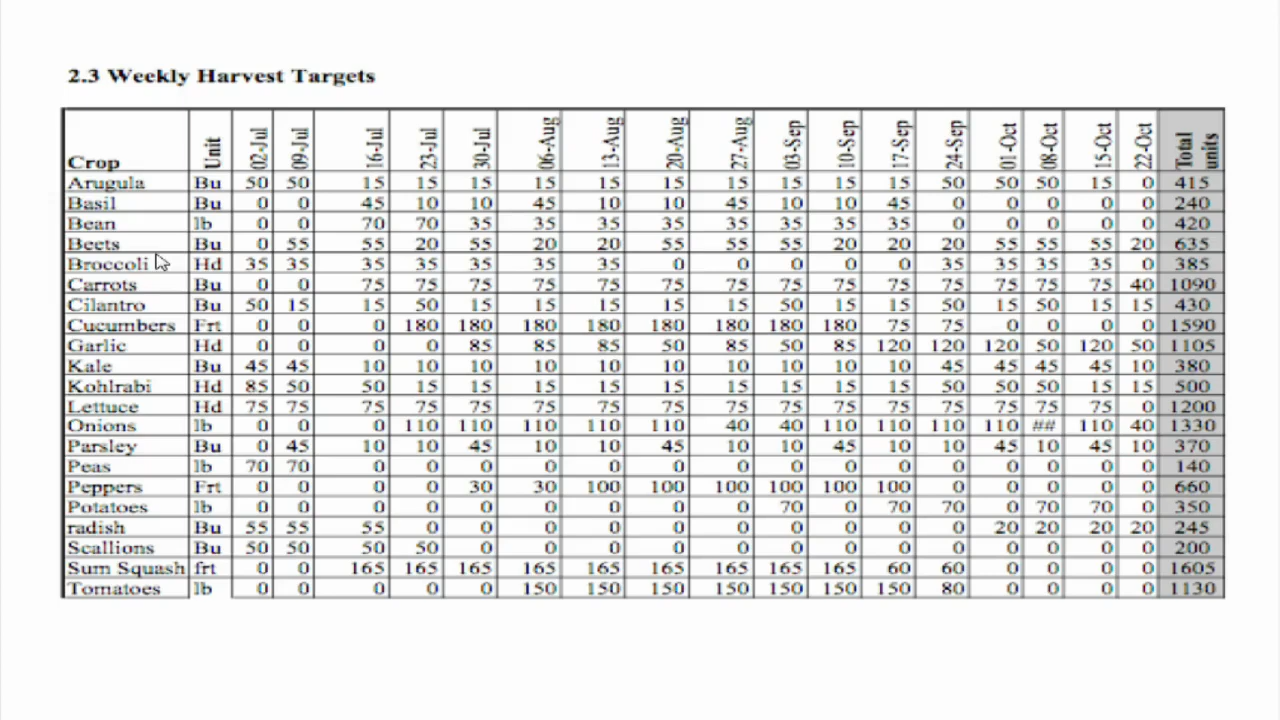 2.3 Weekly Harvest Targets
Crop Unit 02-Jul 09-Jul 16-Jul 23-Jul 30-Jul 06-Aug 13-Aug 20-Aug 27-Aug 03-Sep 10-Sep 17-Sep 24-Sep 01-Oct 08-Oct 15-Oct 22-Oct Total units
Arugula Bu 50 50 15 15 15 15 15 15 15 15 15 15 50 50 50 15 0 415
Basil Bu 0 0 45 10 10 45 10 10 45 10 10 45 0 0 0 0 0 240
Bean lb 0 0 70 70 35 35 35 35 35 35 35 35 0 0 0 0 0 420
Beets Bu 0 55 55 20 55 20 20 55 55 55 20 20 20 55 55 55 20 635
Broccoli Hd 35 35 35 35 35 35 35 0 0 0 0 0 35 35 35 35 0 385
Carrots Bu 0 0 75 75 75 75 75 75 75 75 75 75 75 75 75 75 40 1090
Cilantro Bu 50 15 15 50 15 15 15 15 15 50 15 15 50 15 50 15 15 430
Cucumbers Frt 0 0 0 180 180 180 180 180 180 180 180 75 75 0 0 0 0 1590
Garlic Hd 0 0 0 0 85 85 85 50 85 50 85 120 120 120 50 120 50 1105
Kale Bu 45 45 10 10 10 10 10 10 10 10 10 10 45 45 45 45 10 380
Kohlrabi Hd 85 50 50 15 15 15 15 15 15 15 15 15 50 50 50 15 15 500
Lettuce Hd 75 75 75 75 75 75 75 75 75 75 75 75 75 75 75 75 0 1200
Onions lb 0 0 0 110 110 110 110 110 40 40 110 110 110 110 ## 110 40 1330
Parsley Bu 0 45 10 10 45 10 10 45 10 10 45 10 10 45 10 45 10 370
Peas lb 70 70 0 0 0 0 0 0 0 0 0 0 0 0 0 0 0 140
Peppers Frt 0 0 0 0 30 30 100 100 100 100 100 100 0 0 0 0 0 660
Potatoes lb 0 0 0 0 0 0 0 0 0 70 0 70 70 0 70 70 0 350
radish Bu 55 55 55 0 0 0 0 0 0 0 0 0 0 20 20 20 20 245
Scallions Bu 50 50 50 50 0 0 0 0 0 0 0 0 0 0 0 0 0 200
Sum Squash frt 0 0 165 165 165 165 165 165 165 165 165 60 60 0 0 0 0 1605
Tomatoes lb 0 0 0 0 0 150 150 150 150 150 150 150 80 0 0 0 0 1130